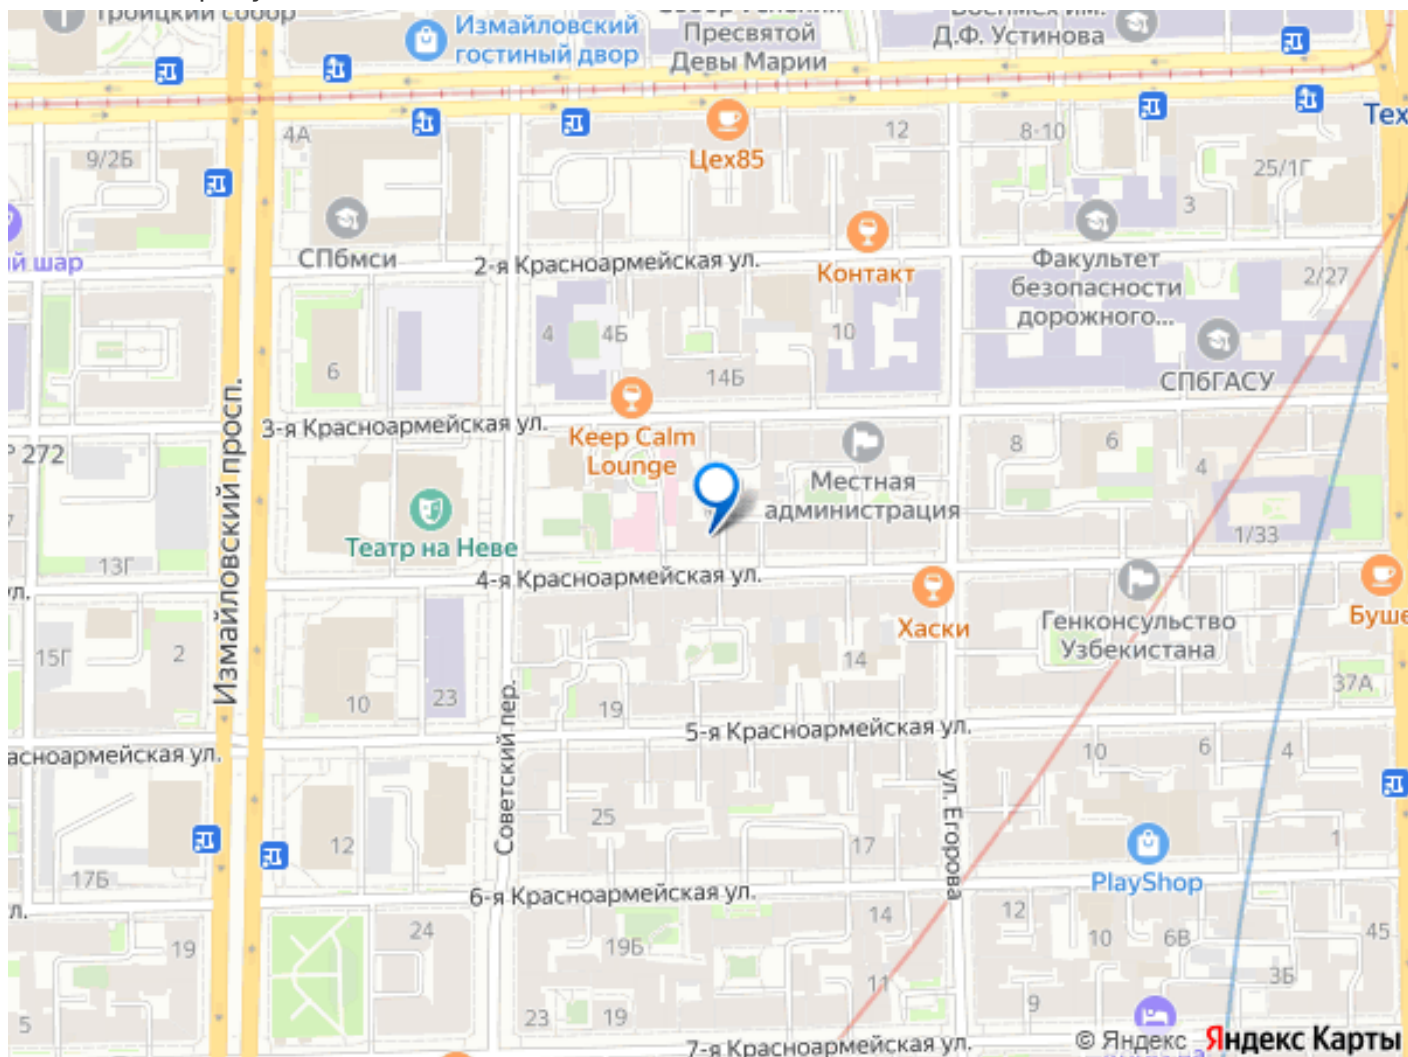 Троицкий собор
Измайловский
гостиный двор
Пресвятой
Девы Марии
Военмех им.
Д.Ф. Устинова
Тех
4А
12
8-10
9/2Б
Цех85
25/1Г
3
й шар
СПбмси
2-я Красноармейская ул.
Контакт
Факультет
безопасности
дорожного...
2/27
4
4Б
10
6
14Б
СПбГАСУ
Измайловский просп.
3-я Красноармейская ул.
Keep Calm
Lounge
272
8
6
4
Местная
администрация
Театр на Неве
1/33
13Г
4-я Красноармейская ул.
ул.
Хаски
Генконсульство
Узбекистана
Буше
15Г
2
14
10
23
19
37А
Советский пер.
5-я Красноармейская ул.
асноармейская ул.
10
6
4
ул. Егорова
25
12
17
1
17Б
PlayShop
6-я Красноармейская ул.
л.
19
24
19Б
14
12
10
6В
45
11
3Б
5
23
19
9
7-я Красноармейская ул.
© Яндекс Яндекс Карты